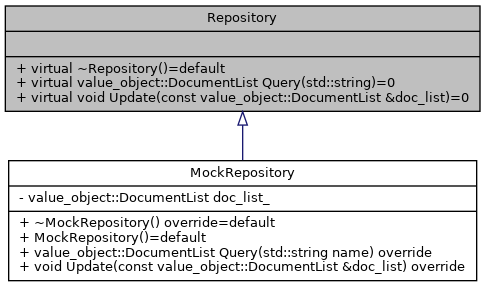 Repository
+ virtual ~Repository()=default
+ virtual value_object::DocumentList Query(std::string)=0
+ virtual void Update(const value_object::DocumentList &doc_list)=0
MockRepository
- value_object::DocumentList doc_list_
+ ~MockRepository() override=default
+ MockRepository()=default
+ value_object::DocumentList Query(std::string name) override
+ void Update(const value_object::DocumentList &doc_list) override